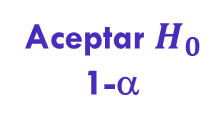 Aceptar H₀
1-α